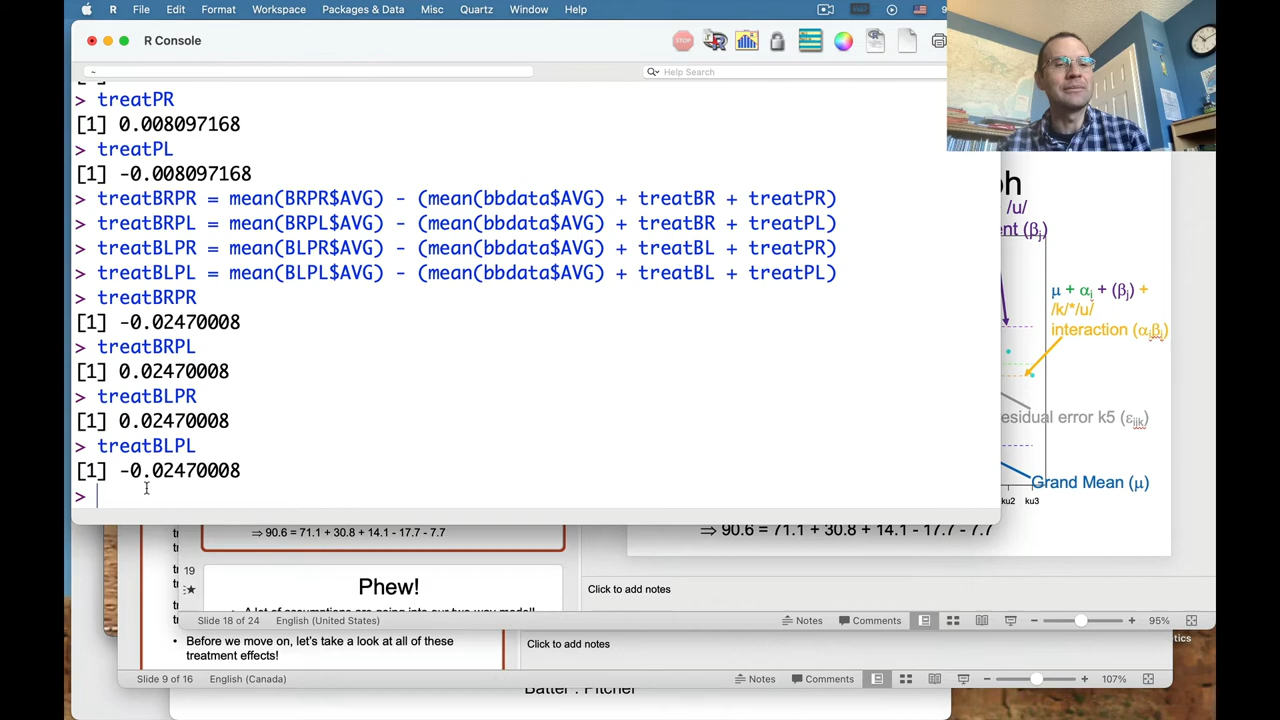 R File Edit Format Workspace Packages & Data Misc Quartz Window Help
R Console
STOP
~
Help Search
> treatPR
[1] 0.008097168
> treatPL
[1] -0.008097168
> treatBRPR = mean(BRPR$AVG) - (mean(bbdata$AVG) + treatBR + treatPR)
> treatBRPL = mean(BRPL$AVG) - (mean(bbdata$AVG) + treatBR + treatPL)
> treatBLPR = mean(BLPR$AVG) - (mean(bbdata$AVG) + treatBL + treatPR)
> treatBLPL = mean(BLPL$AVG) - (mean(bbdata$AVG) + treatBL + treatPL)
> treatBRPR
[1] -0.02470008
> treatBRPL
[1] 0.02470008
> treatBLPR
[1] 0.02470008
> treatBLPL
[1] -0.02470008
>
ph
/u/
ent (βj)
μ + αi + (βj) +
/k/*/u/
interaction (αiβj)
esidual error k5 (εijk)
Grand Mean (μ)
ku2 ku3
⇒ 90.6 = 71.1 + 30.8 + 14.1 - 17.7 - 7.7
⇒ 90.6 = 71.1 + 30.8 + 14.1 - 17.7 - 7.7
19
Phew!
Click to add notes
Slide 18 of 24 English (United States) Notes Comments 95%
• Before we move on, let's take a look at all of these
treatment effects!
Click to add notes
Slide 9 of 16 English (Canada) Notes Comments 107%
Batter : Pitcher